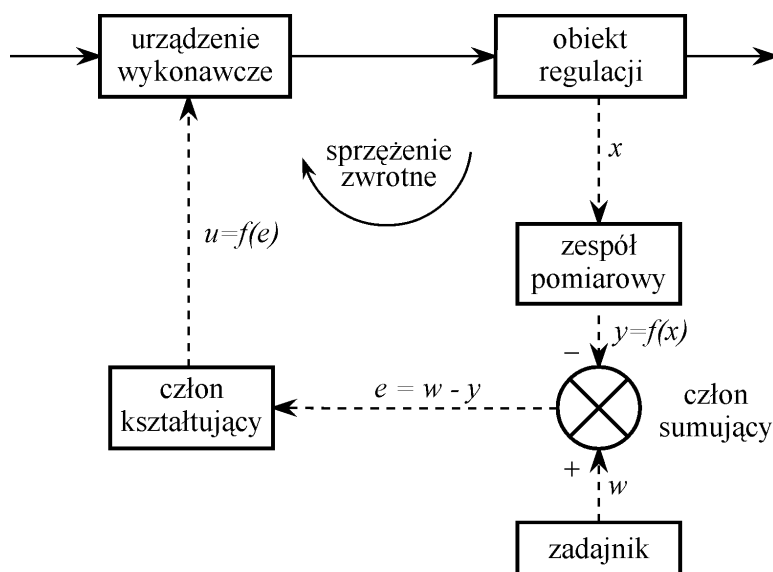 urządzenie
wykonawcze
obiekt
regulacji
sprzężenie
zwrotne
x
u=f(e)
zespół
pomiarowy
y=f(x)
−
człon
kształtujący
e = w - y
człon
sumujący
+
w
zadajnik